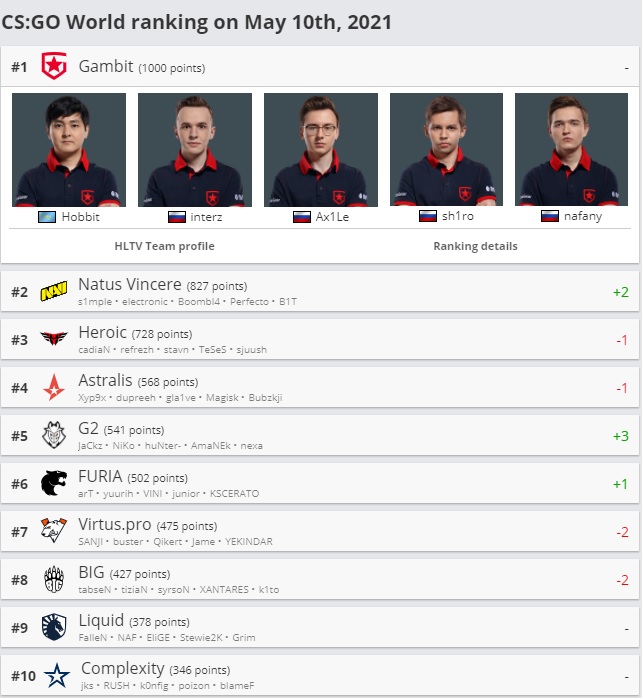 CS:GO World ranking on May 10th, 2021
#1 Gambit (1000 points) -
Hobbit interz Ax1Le sh1ro nafany
HLTV Team profile Ranking details
#2 Natus Vincere (827 points) +2
s1mple • electronic • Boombl4 • Perfecto • B1T
#3 Heroic (728 points) -1
cadiaN • refrezh • stavn • TeSeS • sjuush
#4 Astralis (568 points) -1
Xyp9x • dupreeh • gla1ve • Magisk • Bubzkji
#5 G2 (541 points) +3
JaCkz • NiKo • huNter- • AmaNEk • nexa
#6 FURIA (502 points) +1
arT • yuurih • VINI • junior • KSCERATO
#7 Virtus.pro (475 points) -2
SANJI • buster • Qikert • Jame • YEKINDAR
#8 BIG (427 points) -2
tabseN • tiziaN • syrsoN • XANTARES • k1to
#9 Liquid (378 points) -
FalleN • NAF • EliGE • Stewie2K • Grim
#10 Complexity (346 points) -
jks • RUSH • k0nfig • poizon • blameF